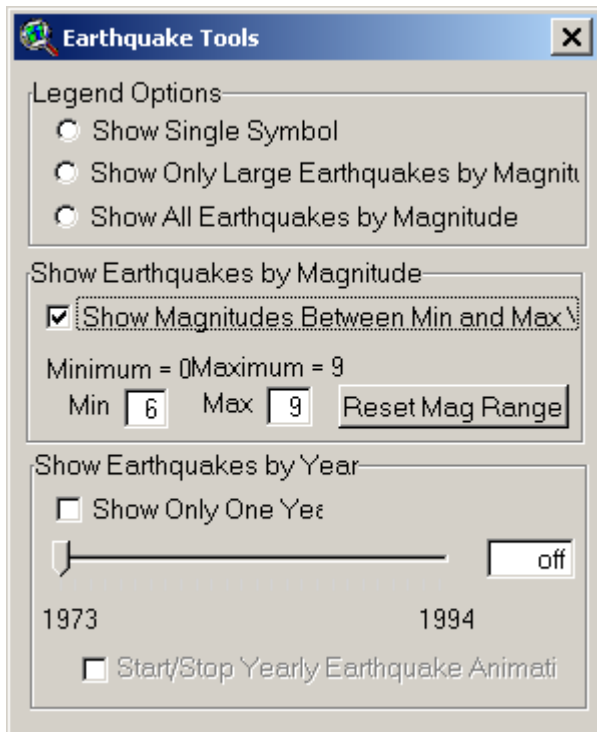 Earthquake Tools
Legend Options
Show Single Symbol
Show Only Large Earthquakes by Magnitu
Show All Earthquakes by Magnitude
Show Earthquakes by Magnitude
Show Magnitudes Between Min and Max V
Minimum = 0Maximum = 9
Min 6 Max 9 Reset Mag Range
Show Earthquakes by Year
Show Only One Yea
off
1973 1994
Start/Stop Yearly Earthquake Animati